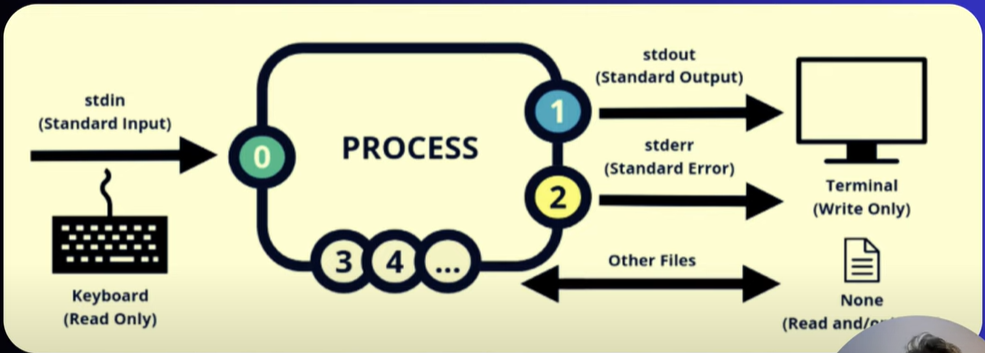 stdin
(Standard Input)
0
Keyboard
(Read Only)
PROCESS
1
2
3
4
...
stdout
(Standard Output)
stderr
(Standard Error)
Other Files
Terminal
(Write Only)
None
(Read